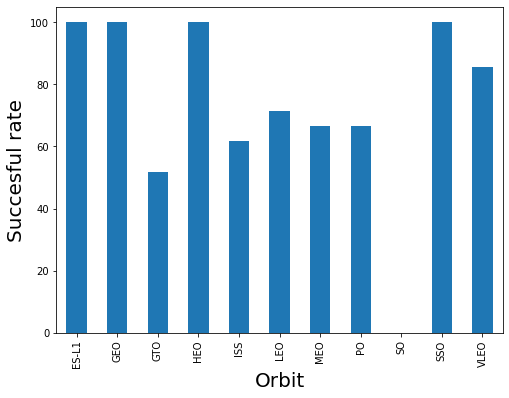 100
80
60
40
20
0
Succesful rate
ES-L1
GEO
GTO
HEO
ISS
LEO
MEO
PO
SO
SSO
VLEO
Orbit